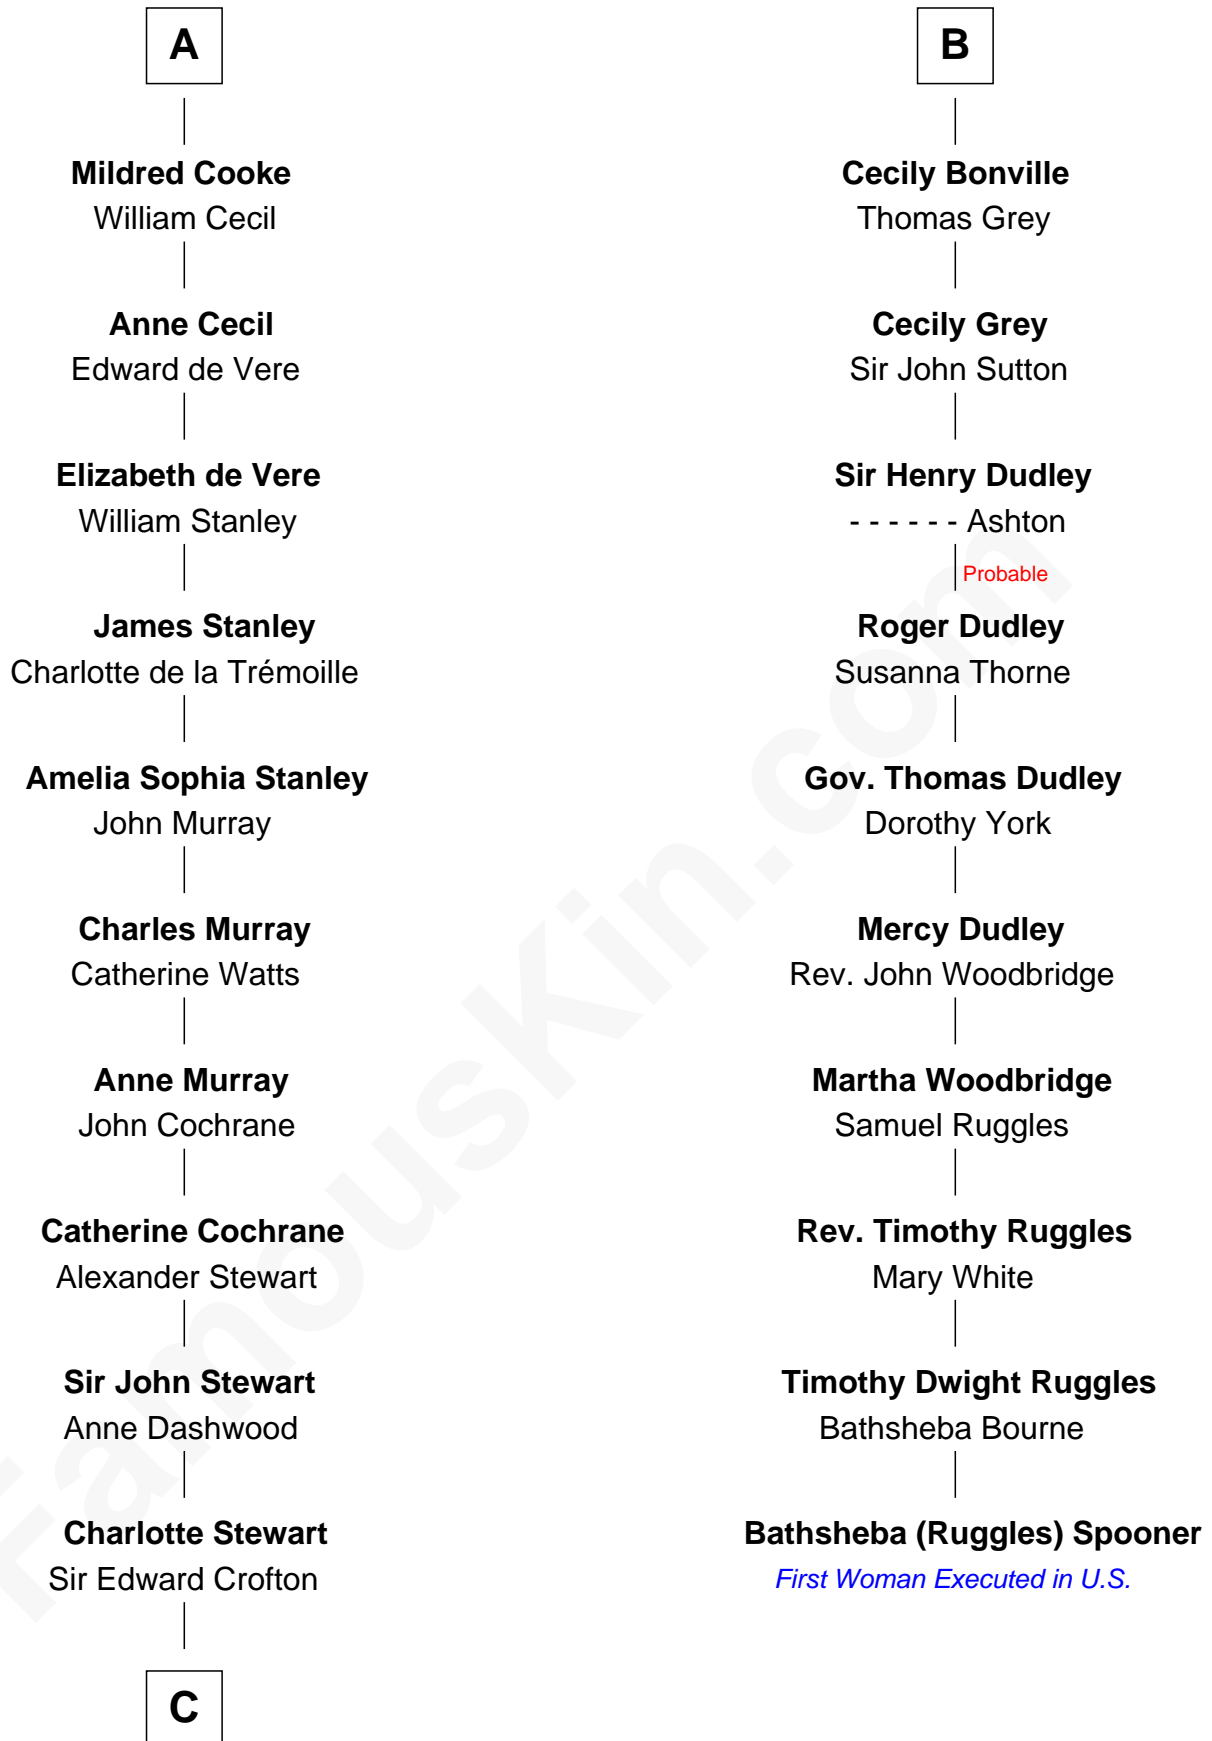 A
Mildred Cooke
William Cecil
Anne Cecil
Edward de Vere
Elizabeth de Vere
William Stanley
James Stanley
Charlotte de la Trémoille
Amelia Sophia Stanley
John Murray
Charles Murray
Catherine Watts
Anne Murray
John Cochrane
Catherine Cochrane
Alexander Stewart
Sir John Stewart
Anne Dashwood
Charlotte Stewart
Sir Edward Crofton
C
B
Cecily Bonville
Thomas Grey
Cecily Grey
Sir John Sutton
Sir Henry Dudley
- - - - - - Ashton
Probable
Roger Dudley
Susanna Thorne
Gov. Thomas Dudley
Dorothy York
Mercy Dudley
Rev. John Woodbridge
Martha Woodbridge
Samuel Ruggles
Rev. Timothy Ruggles
Mary White
Timothy Dwight Ruggles
Bathsheba Bourne
Bathsheba (Ruggles) Spooner
First Woman Executed in U.S.
FamousKin.com